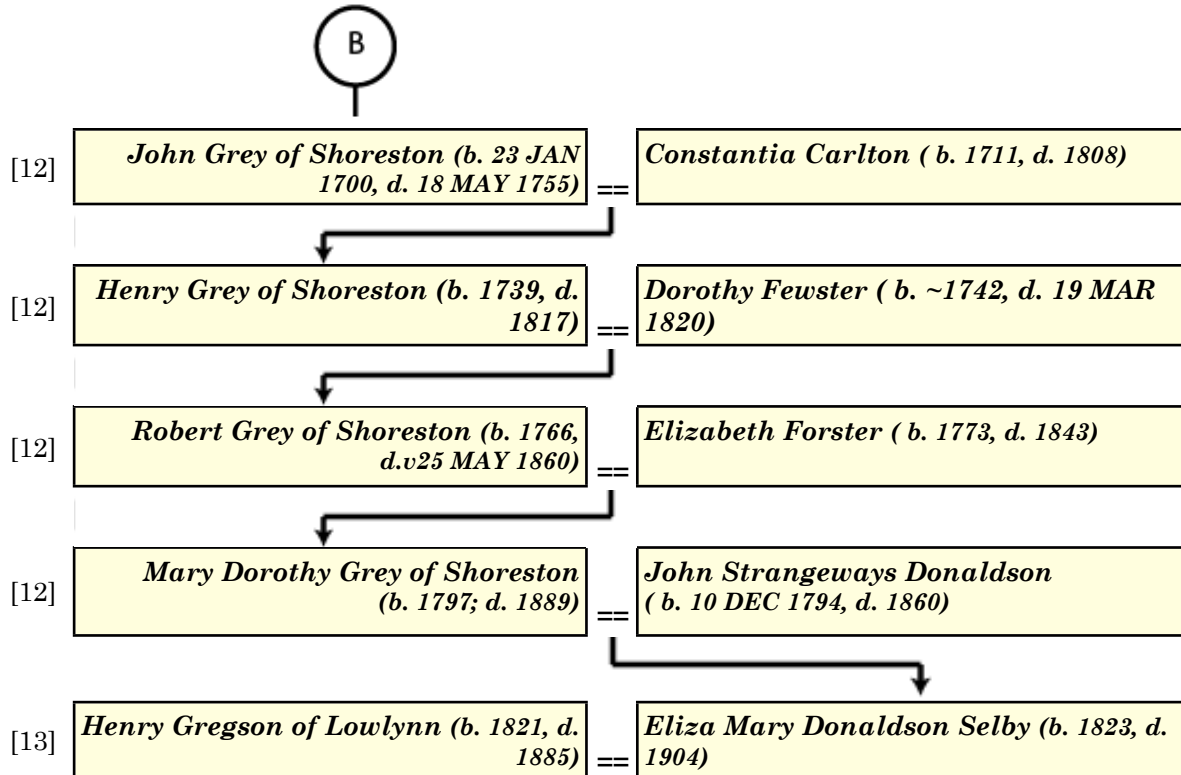 B
[12]
John Grey of Shoreston (b. 23 JAN
1700, d. 18 MAY 1755)
==
Constantia Carlton ( b. 1711, d. 1808)
[12]
Henry Grey of Shoreston (b. 1739, d.
1817)
==
Dorothy Fewster ( b. ~1742, d. 19 MAR
1820)
[12]
Robert Grey of Shoreston (b. 1766,
d.v25 MAY 1860)
==
Elizabeth Forster ( b. 1773, d. 1843)
[12]
Mary Dorothy Grey of Shoreston
(b. 1797; d. 1889)
==
John Strangeways Donaldson
( b. 10 DEC 1794, d. 1860)
[13]
Henry Gregson of Lowlynn (b. 1821, d.
1885)
==
Eliza Mary Donaldson Selby (b. 1823, d.
1904)